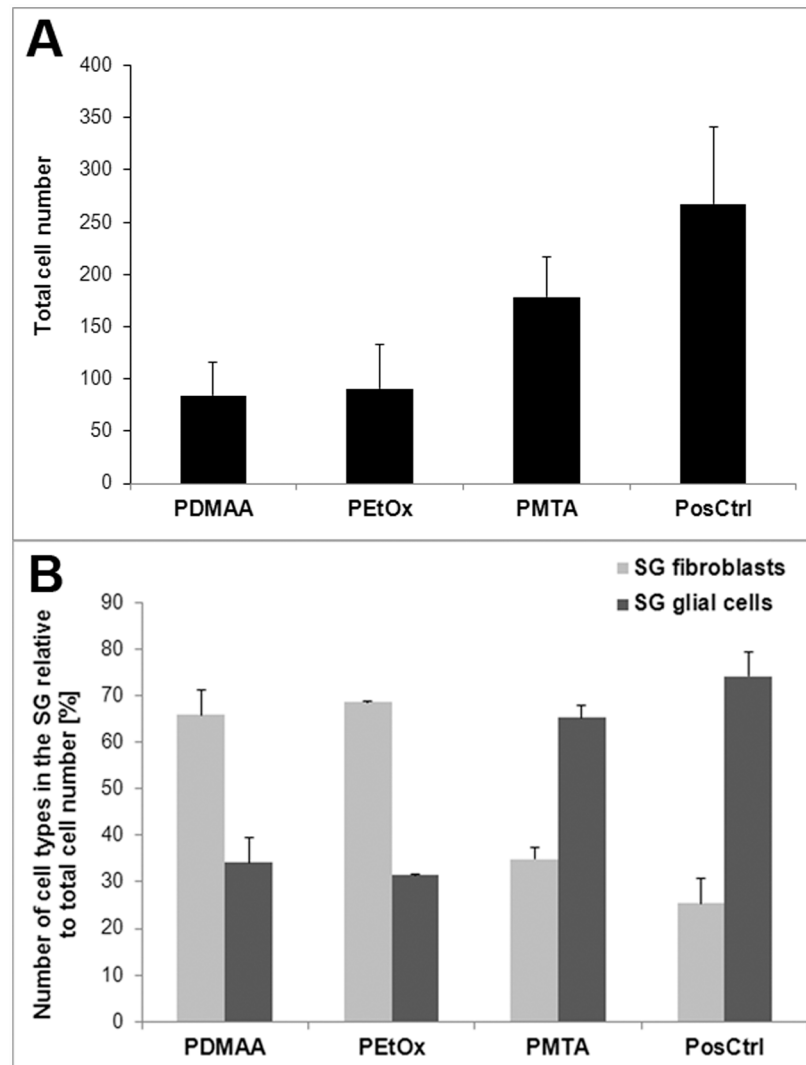 A
400
350
300
250
200
150
100
50
0
Total cell number
PDMAA PEtOx PMTA PosCtrl
B
SG fibroblasts
SG glial cells
90
80
70
60
50
40
30
20
10
0
Number of cell types in the SG relative
to total cell number [%]
PDMAA PEtOx PMTA PosCtrl